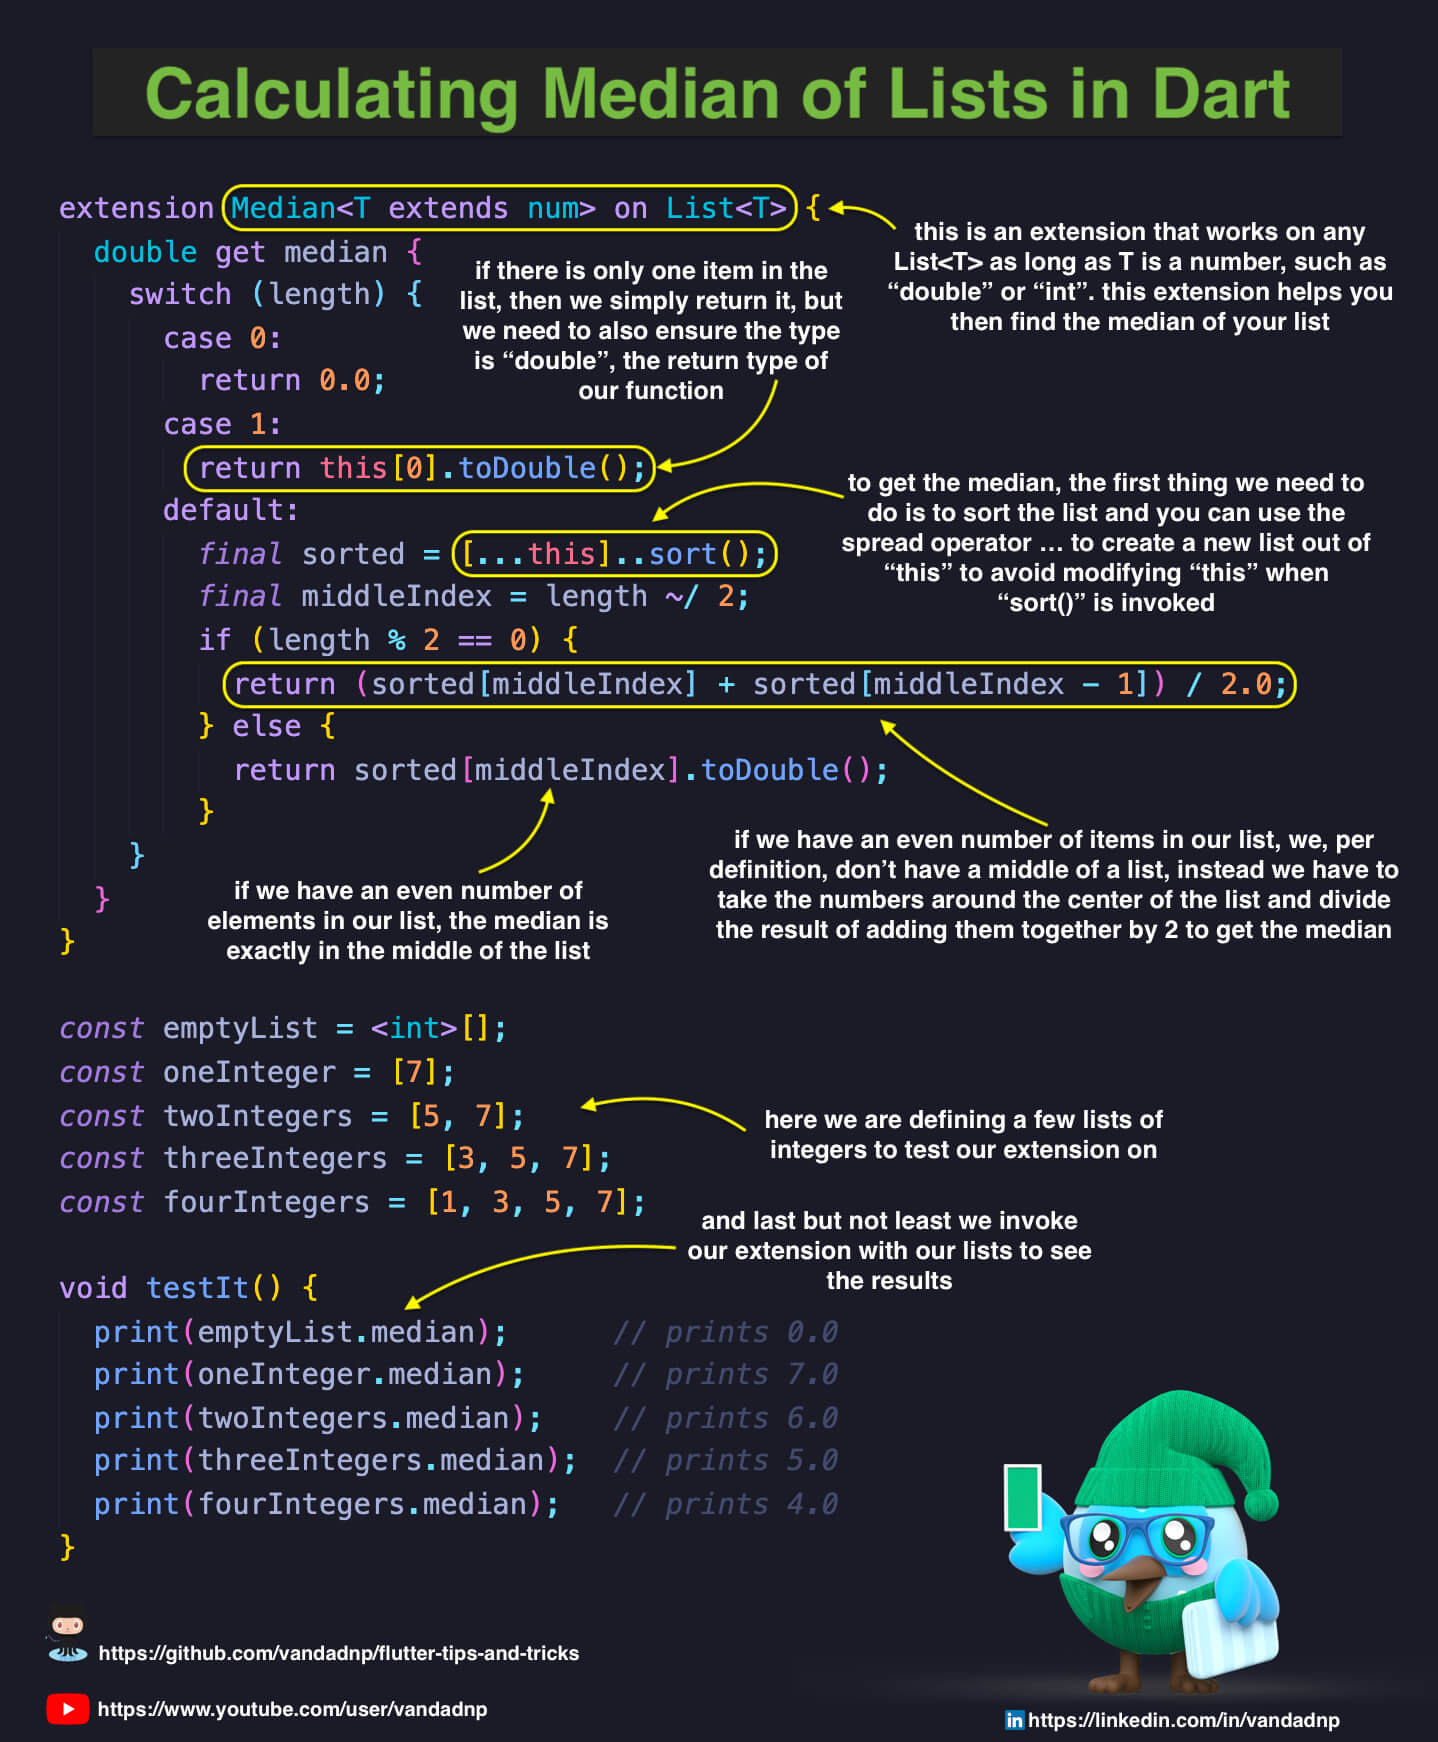 Calculating Median of Lists in Dart
extension Median<T extends num> on List<T> {
this is an extension that works on any
List<T> as long as T is a number, such as
“double” or “int”. this extension helps you
then find the median of your list
double get median {
switch (length) {
case 0:
return 0.0;
case 1:
if there is only one item in the
list, then we simply return it, but
we need to also ensure the type
is “double”, the return type of
our function
return this[0].toDouble();
default:
final sorted = [...this]..sort();
to get the median, the first thing we need to
do is to sort the list and you can use the
spread operator … to create a new list out of
“this” to avoid modifying “this” when
“sort()” is invoked
final middleIndex = length ~/ 2;
if (length % 2 == 0) {
return (sorted[middleIndex] + sorted[middleIndex - 1]) / 2.0;
} else {
return sorted[middleIndex].toDouble();
}
}
}
}
if we have an even number of items in our list, we, per
definition, don’t have a middle of a list, instead we have to
take the numbers around the center of the list and divide
the result of adding them together by 2 to get the median
if we have an even number of
elements in our list, the median is
exactly in the middle of the list
const emptyList = <int>[];
const oneInteger = [7];
const twoIntegers = [5, 7];
const threeIntegers = [3, 5, 7];
const fourIntegers = [1, 3, 5, 7];
here we are defining a few lists of
integers to test our extension on
and last but not least we invoke
our extension with our lists to see
the results
void testIt() {
print(emptyList.median); // prints 0.0
print(oneInteger.median); // prints 7.0
print(twoIntegers.median); // prints 6.0
print(threeIntegers.median); // prints 5.0
print(fourIntegers.median); // prints 4.0
}
https://github.com/vandadnp/flutter-tips-and-tricks
https://www.youtube.com/user/vandadnp
in https://linkedin.com/in/vandadnp